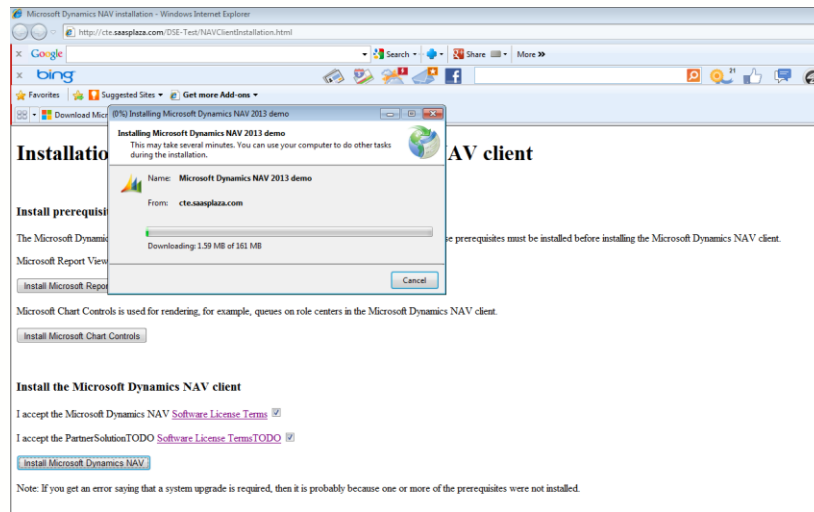 Microsoft Dynamics NAV installation - Windows Internet Explorer
http://cte.saasplaza.com/DSE-Test/NAVClientInstallation.html
x Google Search Share More »
x bing 21
Favorites Suggested Sites Get more Add-ons
Download Micr
(0%) Installing Microsoft Dynamics NAV 2013 demo
Installing Microsoft Dynamics NAV 2013 demo
This may take several minutes. You can use your computer to do other tasks
during the installation.
Name: Microsoft Dynamics NAV 2013 demo
From: cte.saasplaza.com
Downloading: 1.59 MB of 161 MB
Cancel
Installatio AV client
Install prerequisi
The Microsoft Dynamic se prerequisites must be installed before installing the Microsoft Dynamics NAV client.
Microsoft Report View
Install Microsoft Repor
Microsoft Chart Controls is used for rendering, for example, queues on role centers in the Microsoft Dynamics NAV client.
Install Microsoft Chart Controls
Install the Microsoft Dynamics NAV client
I accept the Microsoft Dynamics NAV Software License Terms
I accept the PartnerSolutionTODO Software License TermsTODO
Install Microsoft Dynamics NAV
Note: If you get an error saying that a system upgrade is required, then it is probably because one or more of the prerequisites were not installed.